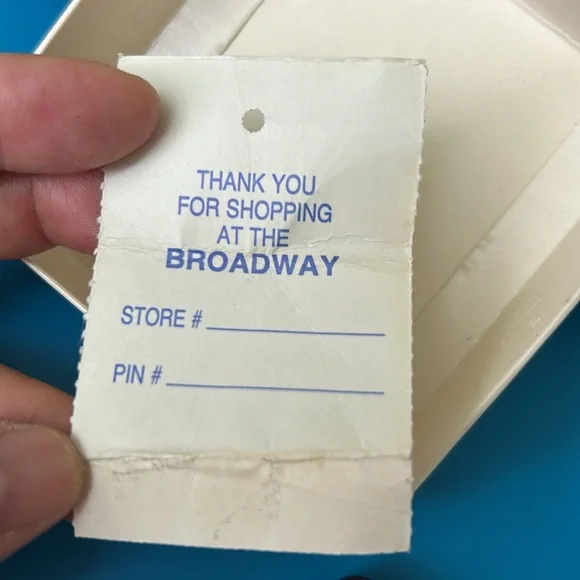 THANK YOU
FOR SHOPPING
AT THE
BROADWAY
STORE #
PIN #